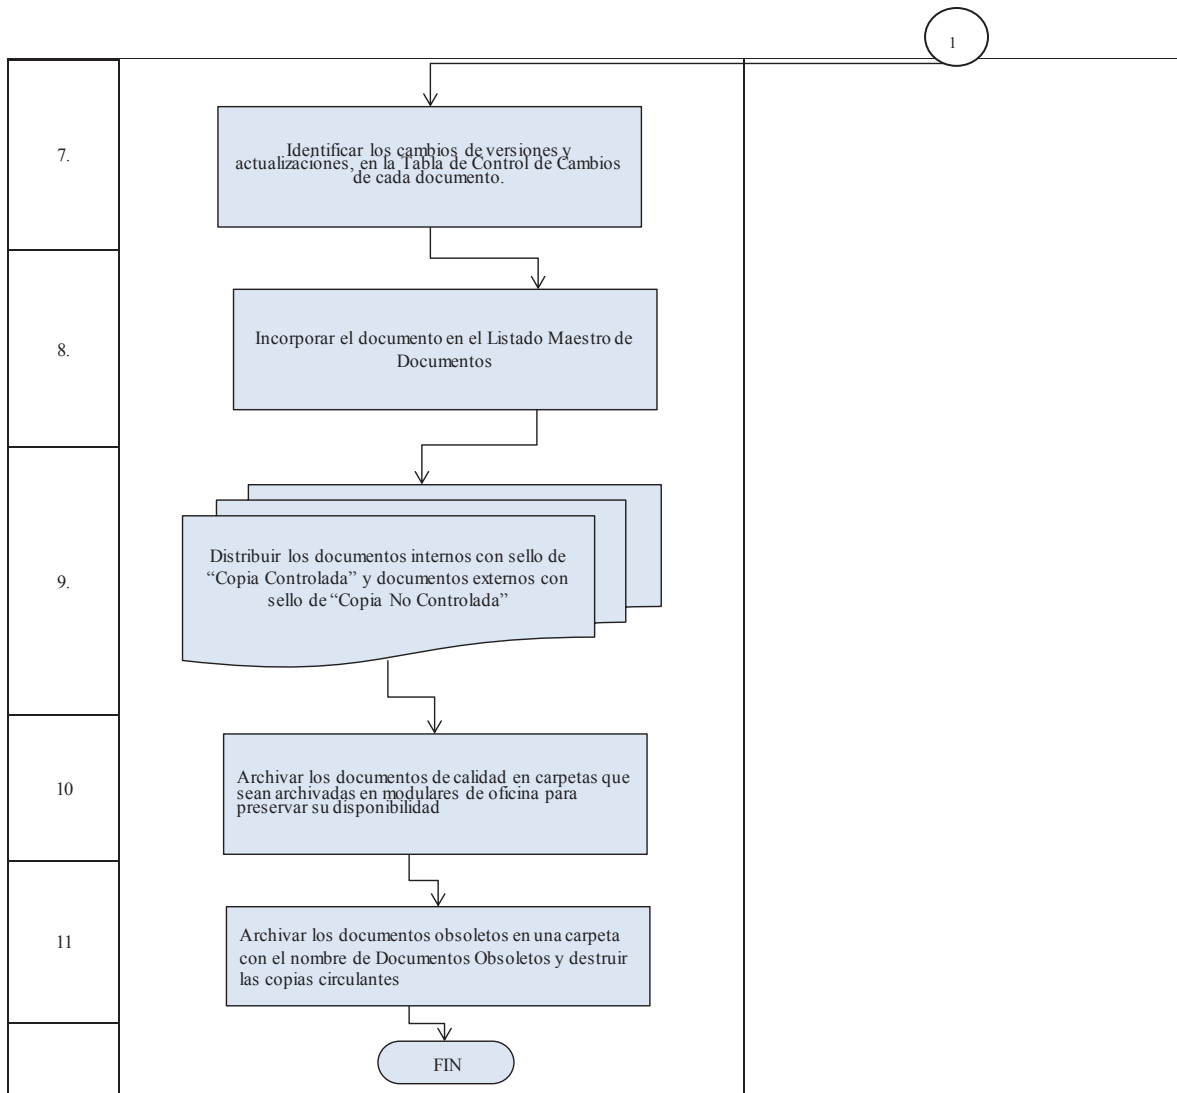 1
7.
Identificar los cambios de versiones y
actualizaciones, en la Tabla de Control de Cambios
de cada documento.
8.
Incorporar el documento en el Listado Maestro de
Documentos
9.
Distribuir los documentos internos con sello de
“Copia Controlada” y documentos externos con
sello de “Copia No Controlada”
10
Archivar los documentos de calidad en carpetas que
sean archivadas en modulares de oficina para
preservar su disponibilidad
11
Archivar los documentos obsoletos en una carpeta
con el nombre de Documentos Obsoletos y destruir
las copias circulantes
FIN